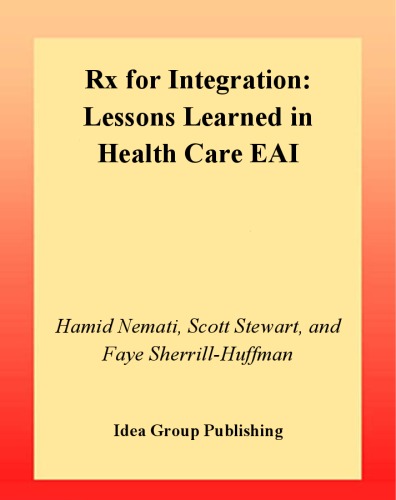 Rx for Integration:
Lessons Learned in
Health Care EAI
Hamid Nemati, Scott Stewart, and
Faye Sherrill-Huffman
Idea Group Publishing